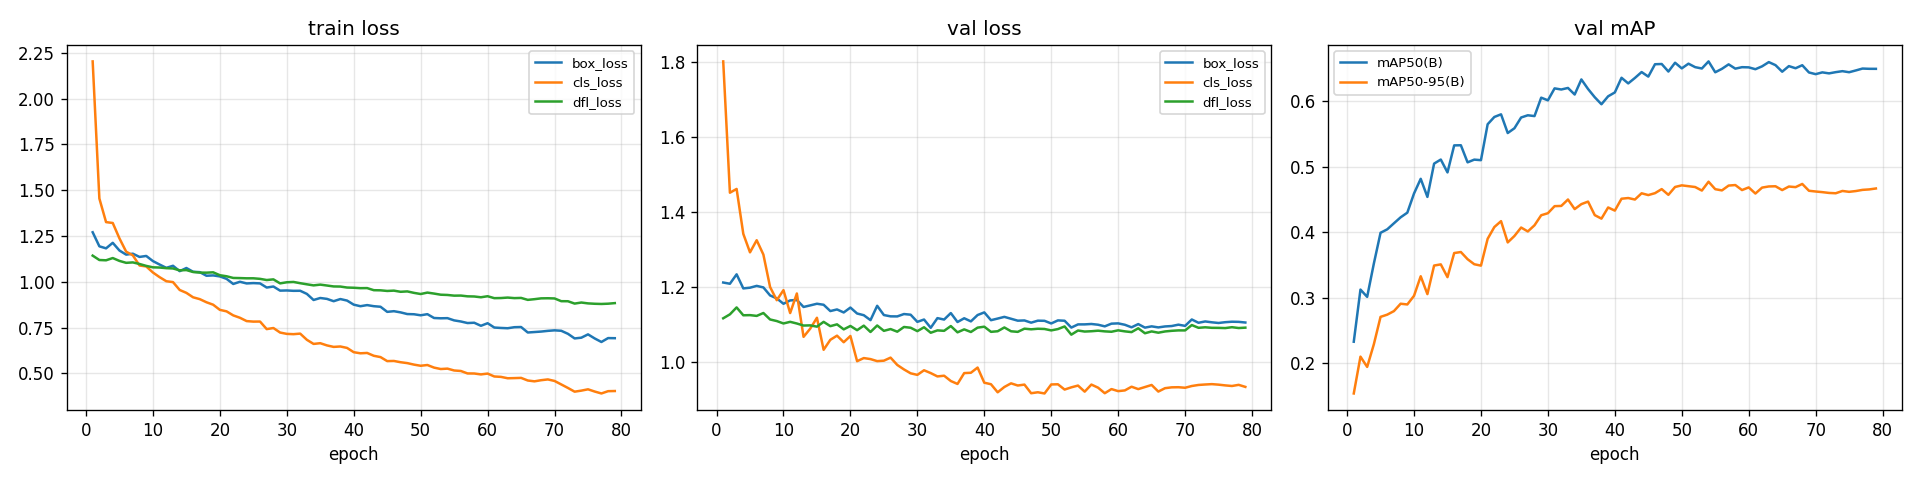 train loss
2.25
2.00
1.75
1.50
1.25
1.00
0.75
0.50
0 10 20 30 40 50 60 70 80
epoch
box_loss
cls_loss
dfl_loss
val loss
1.8
1.6
1.4
1.2
1.0
0 10 20 30 40 50 60 70 80
epoch
box_loss
cls_loss
dfl_loss
val mAP
mAP50(B)
mAP50-95(B)
0.6
0.5
0.4
0.3
0.2
0 10 20 30 40 50 60 70 80
epoch